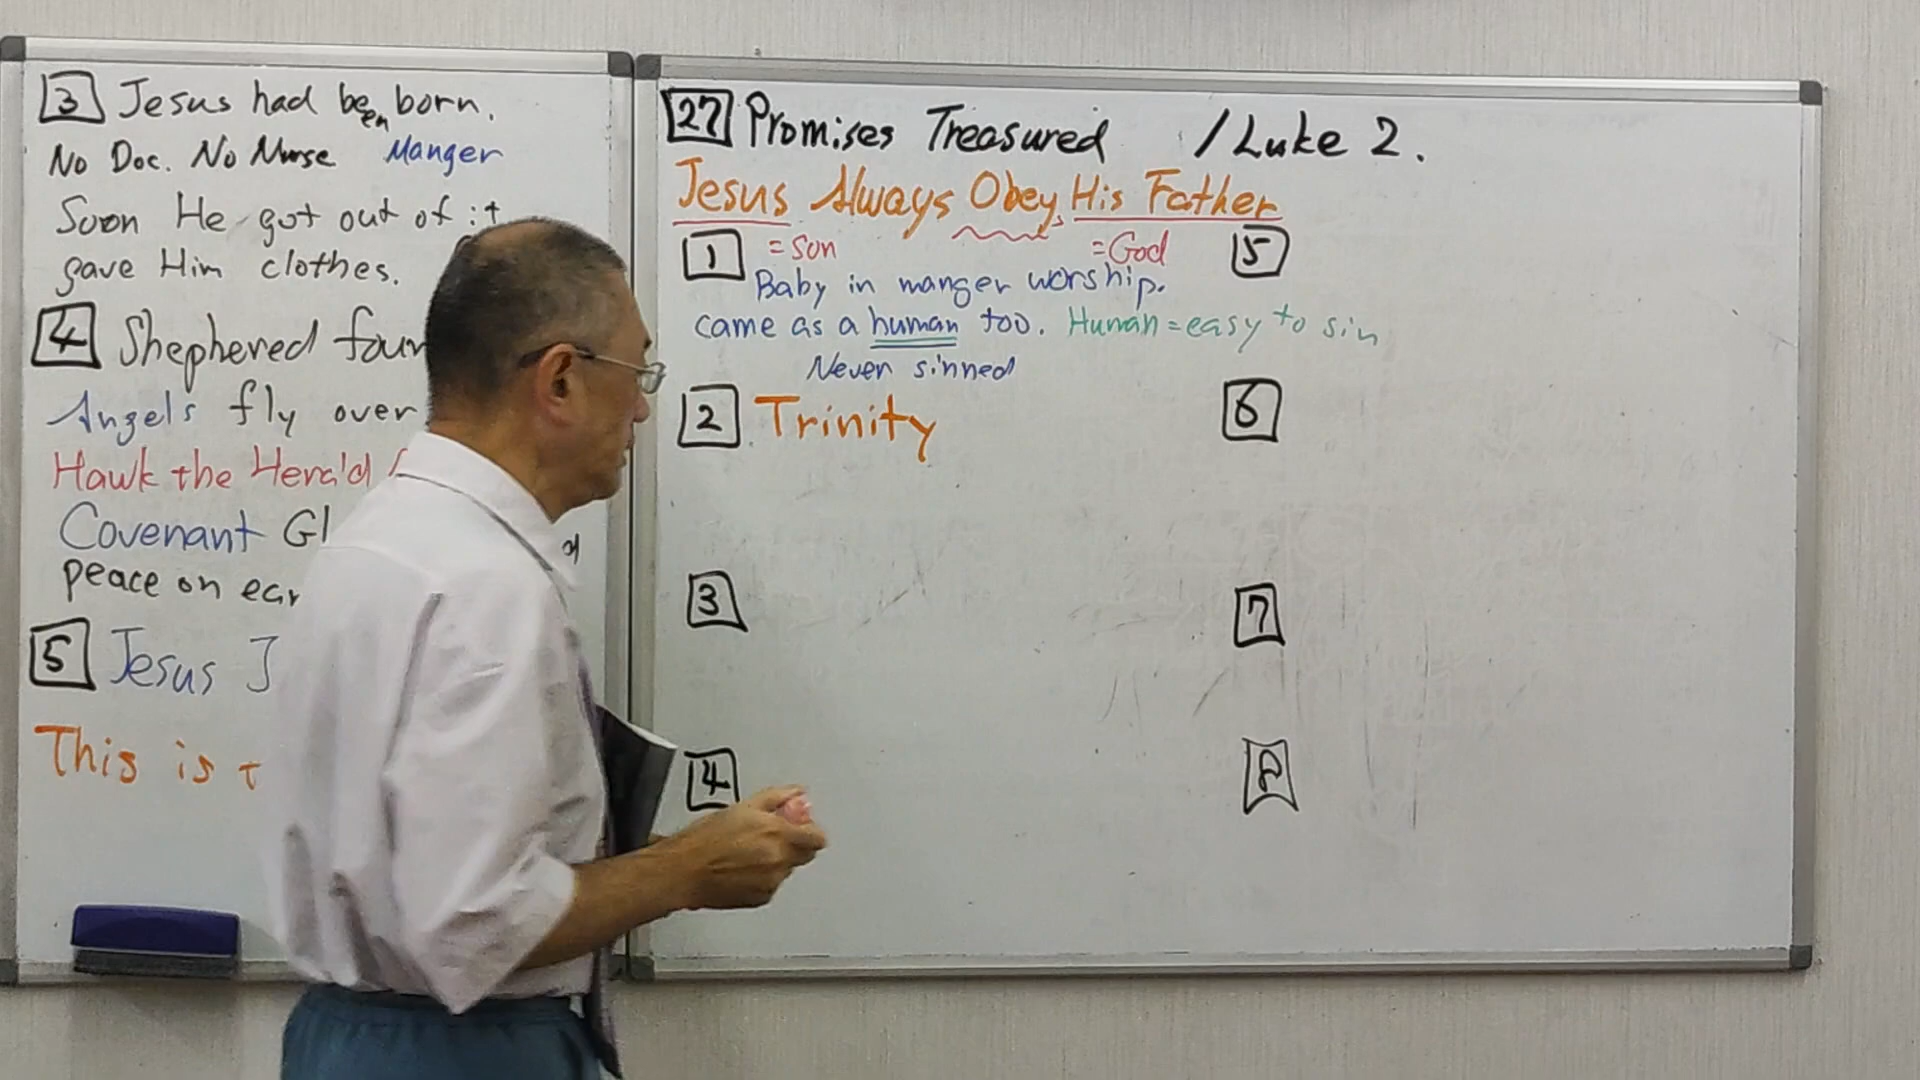 3 Jesus had been born.
No Doc. No Nurse Manger
Soon He got out of it
gave Him clothes.
4 Shephered
Angels fly over
Hawk the Herald
Covenant Gl
peace on ear
5 Jesus J
This is t
27 Promises Treasured / Luke 2.
Jesus Always Obey His Father
= Son = God
1 Baby in manger worship.
came as a human too. Human = easy to sin
Never sinned
2 Trinity
3
4
5
6
7
8